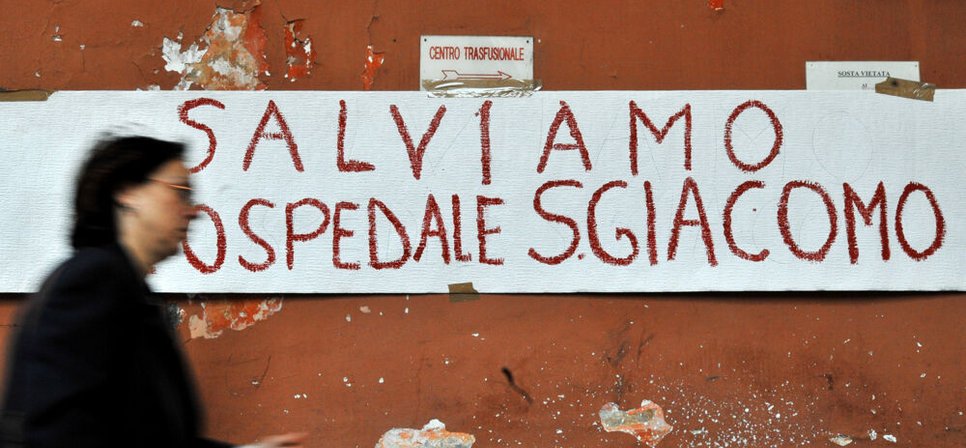 CENTRO TRASFUSIONALE
SOSTA VIETATA
SALVIAMO
OSPEDALE S.GIACOMO